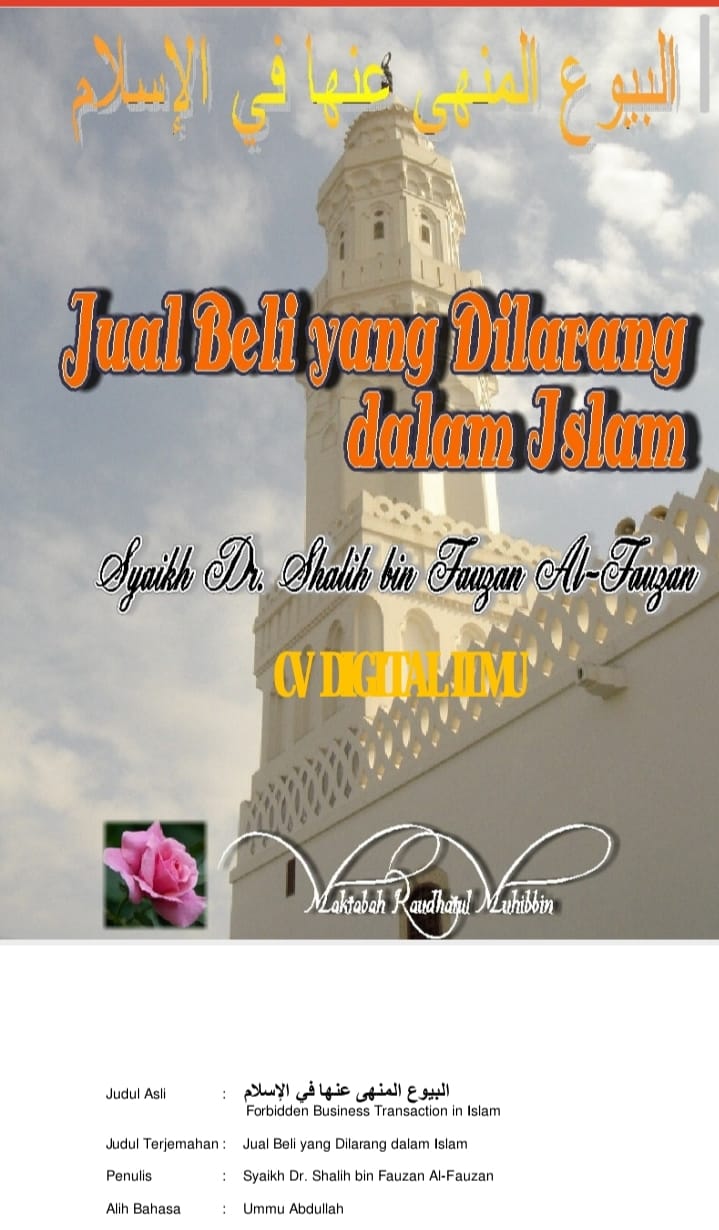 البيوع المنهى عنها في الإسلام
Jual Beli yang Dilarang
dalam Islam
Syaikh Dr. Shalih bin Fauzan Al-Fauzan
CV DIGITAL ILMU
Maktabah Raudhatul Muhibbin
Judul Asli : البيوع المنهى عنها في الإسلام
Forbidden Business Transaction in Islam
Judul Terjemahan : Jual Beli yang Dilarang dalam Islam
Penulis : Syaikh Dr. Shalih bin Fauzan Al-Fauzan
Alih Bahasa : Ummu Abdullah